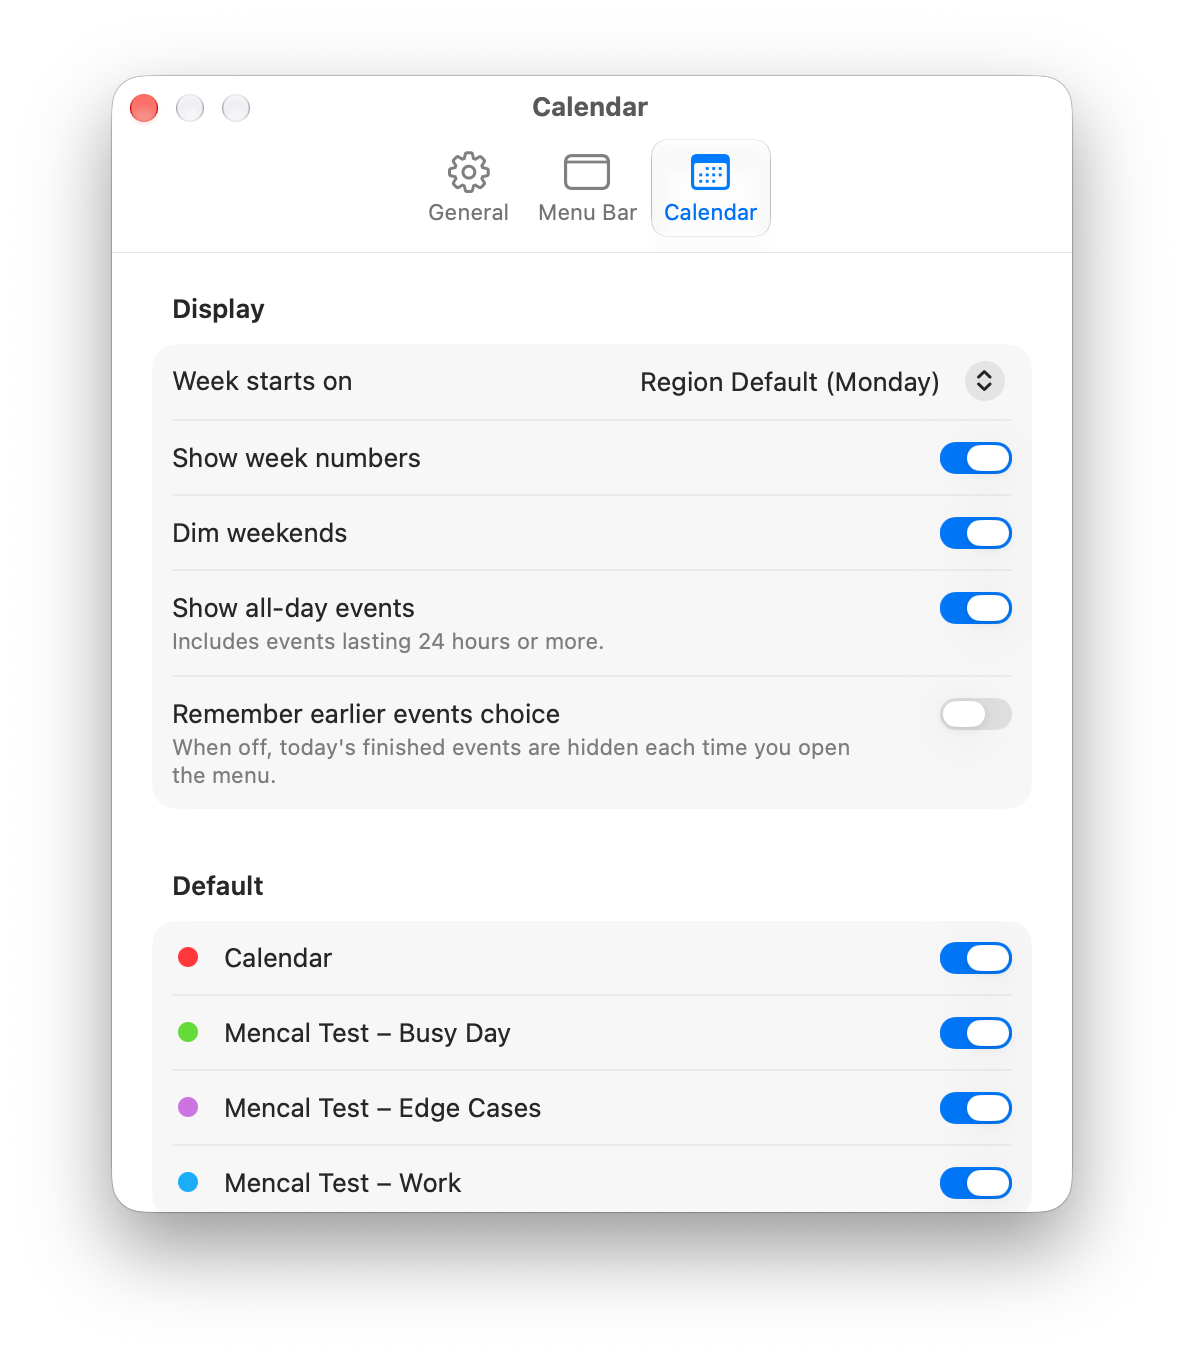 Calendar
General
Menu Bar
Calendar
Display
Week starts on
Region Default (Monday)
Show week numbers
Dim weekends
Show all-day events
Includes events lasting 24 hours or more.
Remember earlier events choice
When off, today's finished events are hidden each time you open
the menu.
Default
Calendar
Mencal Test – Busy Day
Mencal Test – Edge Cases
Mencal Test – Work